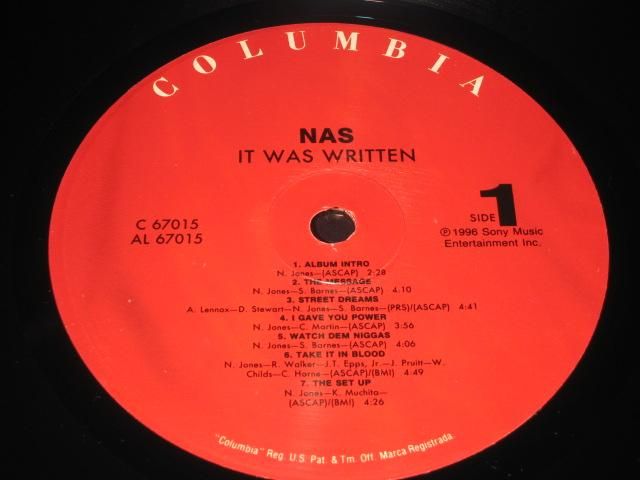 COLUMBIA
NAS
IT WAS WRITTEN
C 67015
AL 67015
SIDE 1
℗ 1996 Sony Music
Entertainment Inc.
1. ALBUM INTRO
N. Jones—(ASCAP) 2:28
2. THE MESSAGE
N. Jones—S. Barnes—(ASCAP) 4:10
3. STREET DREAMS
A. Lennox—D. Stewart—N. Jones—S. Barnes—(PRS)/(ASCAP) 4:41
4. I GAVE YOU POWER
N. Jones—C. Martin—(ASCAP) 3:56
5. WATCH DEM NIGGAS
N. Jones—S. Barnes—(ASCAP) 4:06
6. TAKE IT IN BLOOD
N. Jones—R. Walker—J.T. Epps, Jr.—J. Pruitt—W.
Childs—C. Horne—(ASCAP)/(BMI) 4:49
7. THE SET UP
N. Jones—K. Muchita—
(ASCAP)/(BMI) 4:26
"Columbia" Reg. U.S. Pat. & Tm. Off. Marca Registrada.